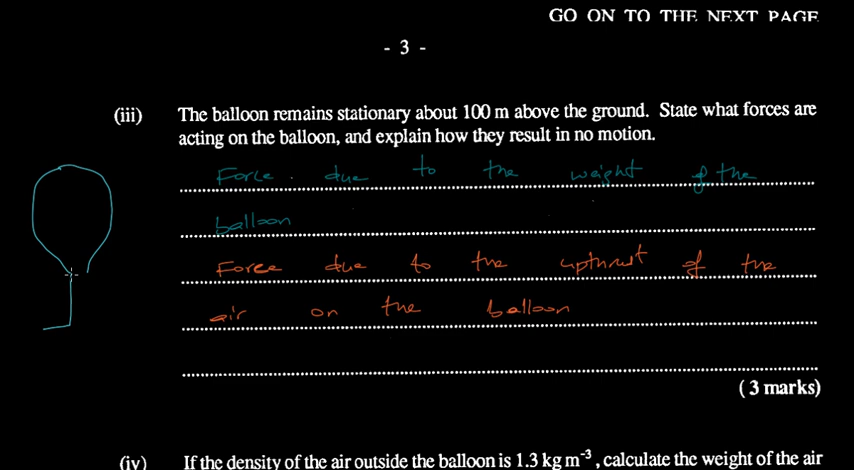 GO ON TO THE NEXT PAGE
- 3 -
(iii) The balloon remains stationary about 100 m above the ground. State what forces are
acting on the balloon, and explain how they result in no motion.
Force due to the weight of the
balloon
Force due to the upthrust of the
air on the balloon
(3 marks)
(iv) If the density of the air outside the balloon is 1.3 kg m⁻³, calculate the weight of the air